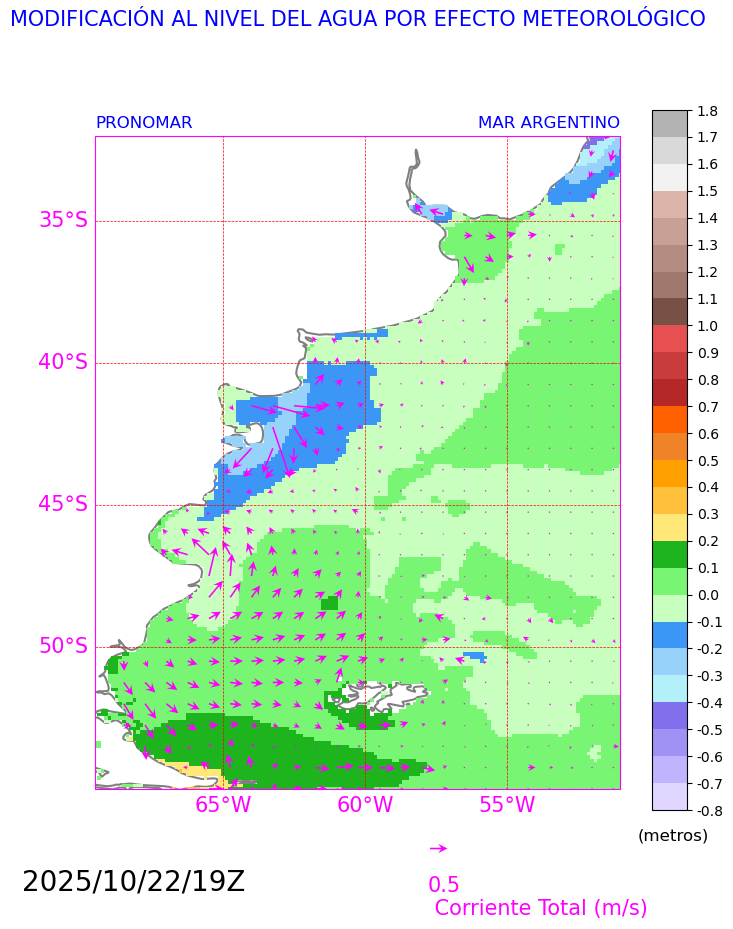 MODIFICACIÓN AL NIVEL DEL AGUA POR EFECTO METEOROLÓGICO
PRONOMAR MAR ARGENTINO
35°S
40°S
45°S
50°S
65°W 60°W 55°W
1.8
1.7
1.6
1.5
1.4
1.3
1.2
1.1
1.0
0.9
0.8
0.7
0.6
0.5
0.4
0.3
0.2
0.1
0.0
-0.1
-0.2
-0.3
-0.4
-0.5
-0.6
-0.7
-0.8
(metros)
2025/10/22/19Z
0.5
Corriente Total (m/s)